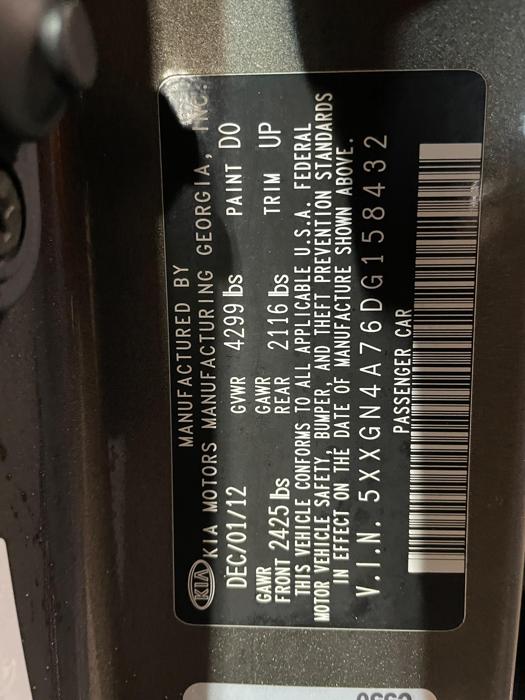 MANUFACTURED BY
KIA KIA MOTORS MANUFACTURING GEORGIA, INC.
DEC/01/12 GVWR 4299 lbs PAINT D0
GAWR FRONT 2425 lbs GAWR REAR 2116 lbs TRIM UP
THIS VEHICLE CONFORMS TO ALL APPLICABLE U.S.A. FEDERAL
MOTOR VEHICLE SAFETY, BUMPER, AND THEFT PREVENTION STANDARDS
IN EFFECT ON THE DATE OF MANUFACTURE SHOWN ABOVE.
V.I.N. 5XXGN4A76DG158432
PASSENGER CAR